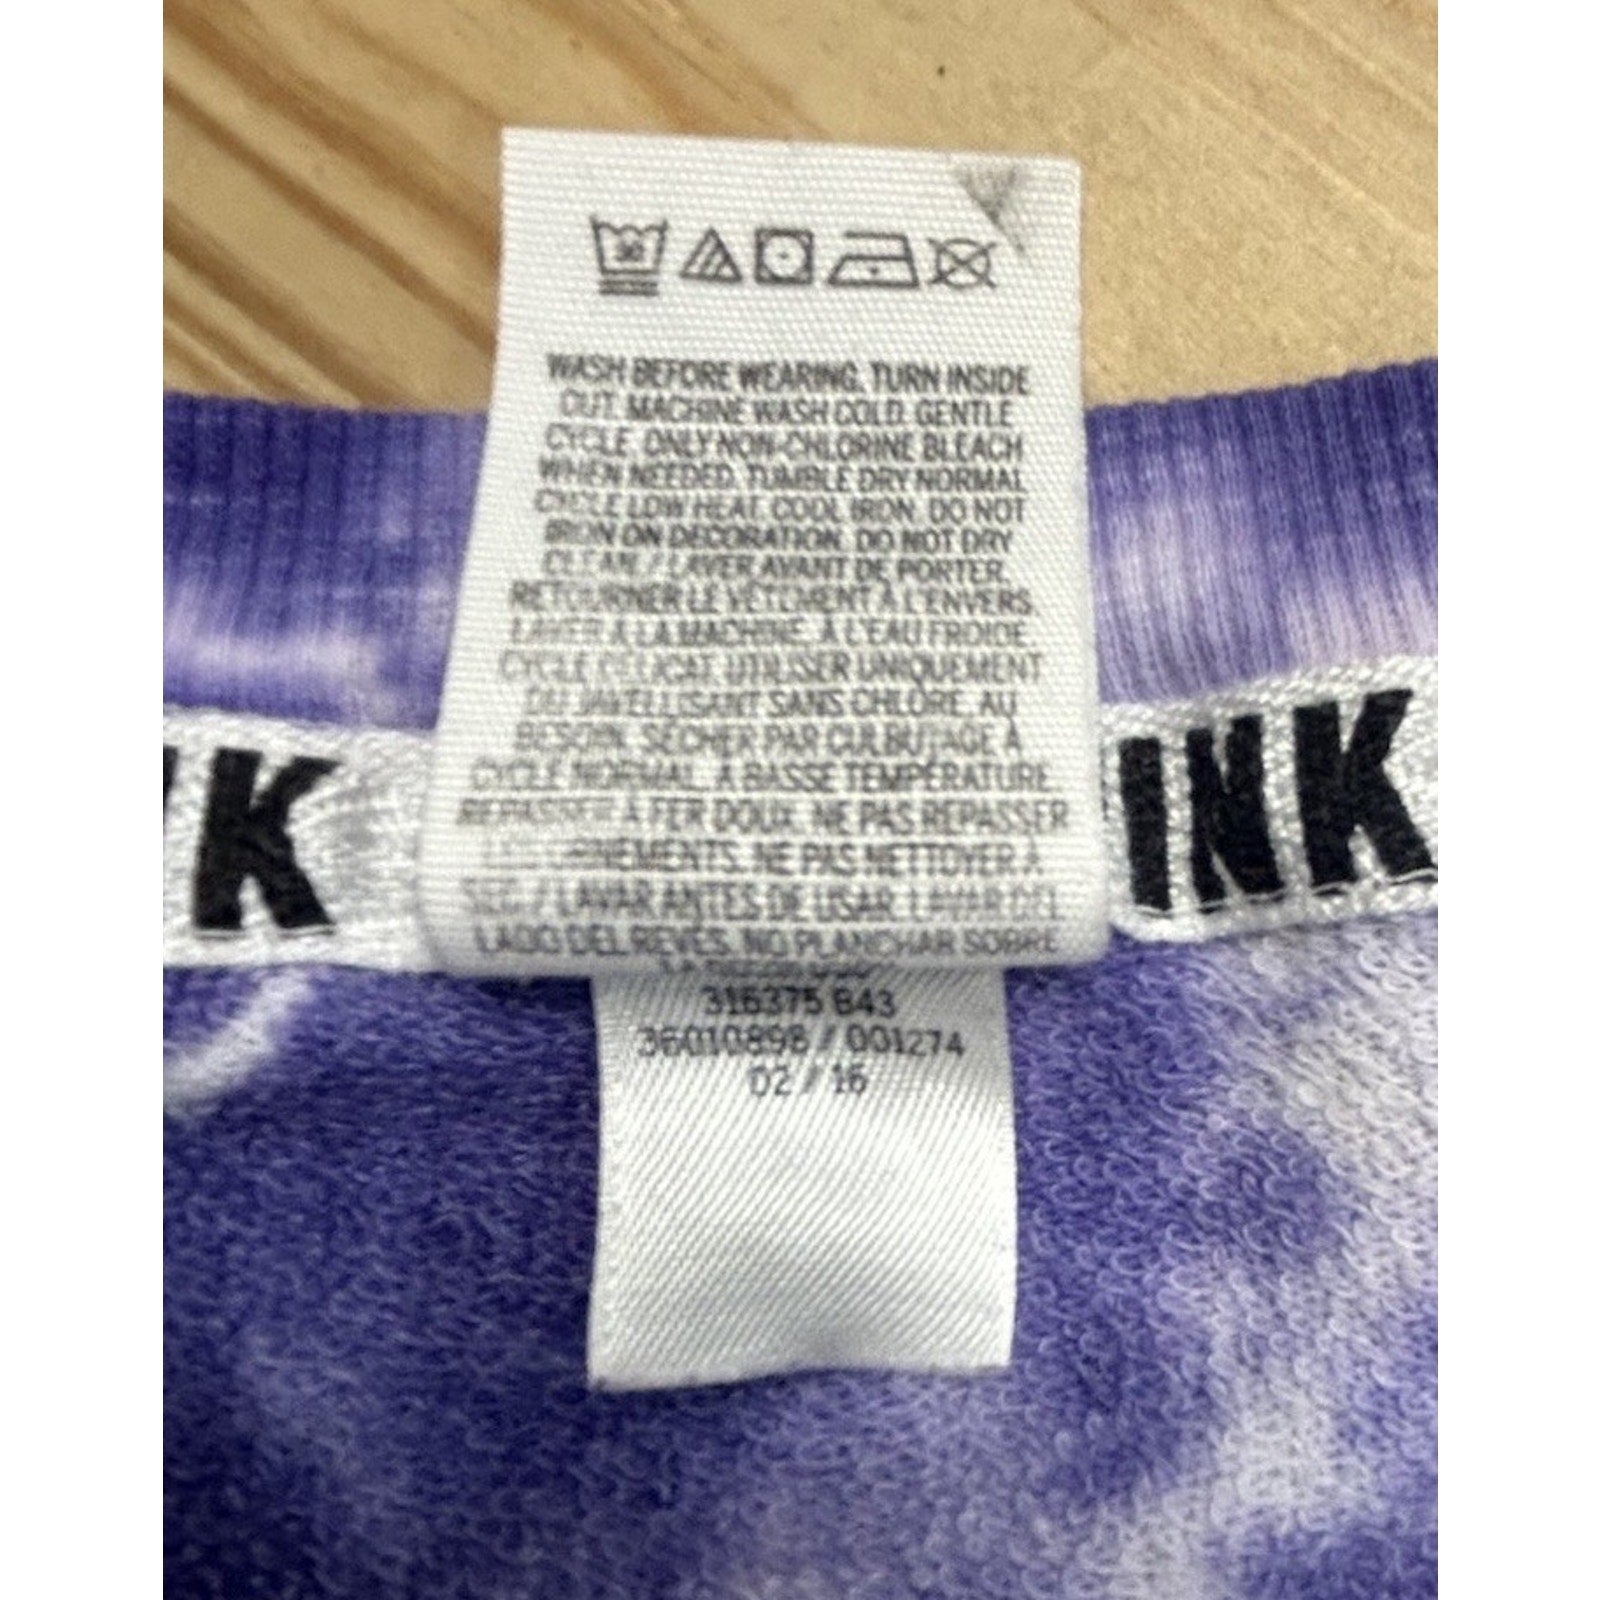 30
WASH BEFORE WEARING. TURN INSIDE
OUT. MACHINE WASH COLD. GENTLE
CYCLE. ONLY NON-CHLORINE BLEACH
WHEN NEEDED. TUMBLE DRY NORMAL
CYCLE LOW HEAT. COOL IRON. DO NOT
IRON ON DECORATION. DO NOT DRY
CLEAN. / LAVER AVANT DE PORTER.
RETOURNER LE VÊTEMENT À L'ENVERS.
LAVER À LA MACHINE, À L'EAU FROIDE,
CYCLE DÉLICAT. UTILISER UNIQUEMENT
DU JAVELLISANT SANS CHLORE, AU
BESOIN. SÉCHER PAR CULBUTAGE À
CYCLE NORMAL, À BASSE TEMPÉRATURE
REPASSER À FER DOUX. NE PAS REPASSER
LES ORNEMENTS. NE PAS NETTOYER À
SEC. / LAVAR ANTES DE USAR. LAVAR DEL
LADO DEL REVÉS. NO PLANCHAR SOBRE
316375 843
36010898 / 001274
02 / 16
NK
INK